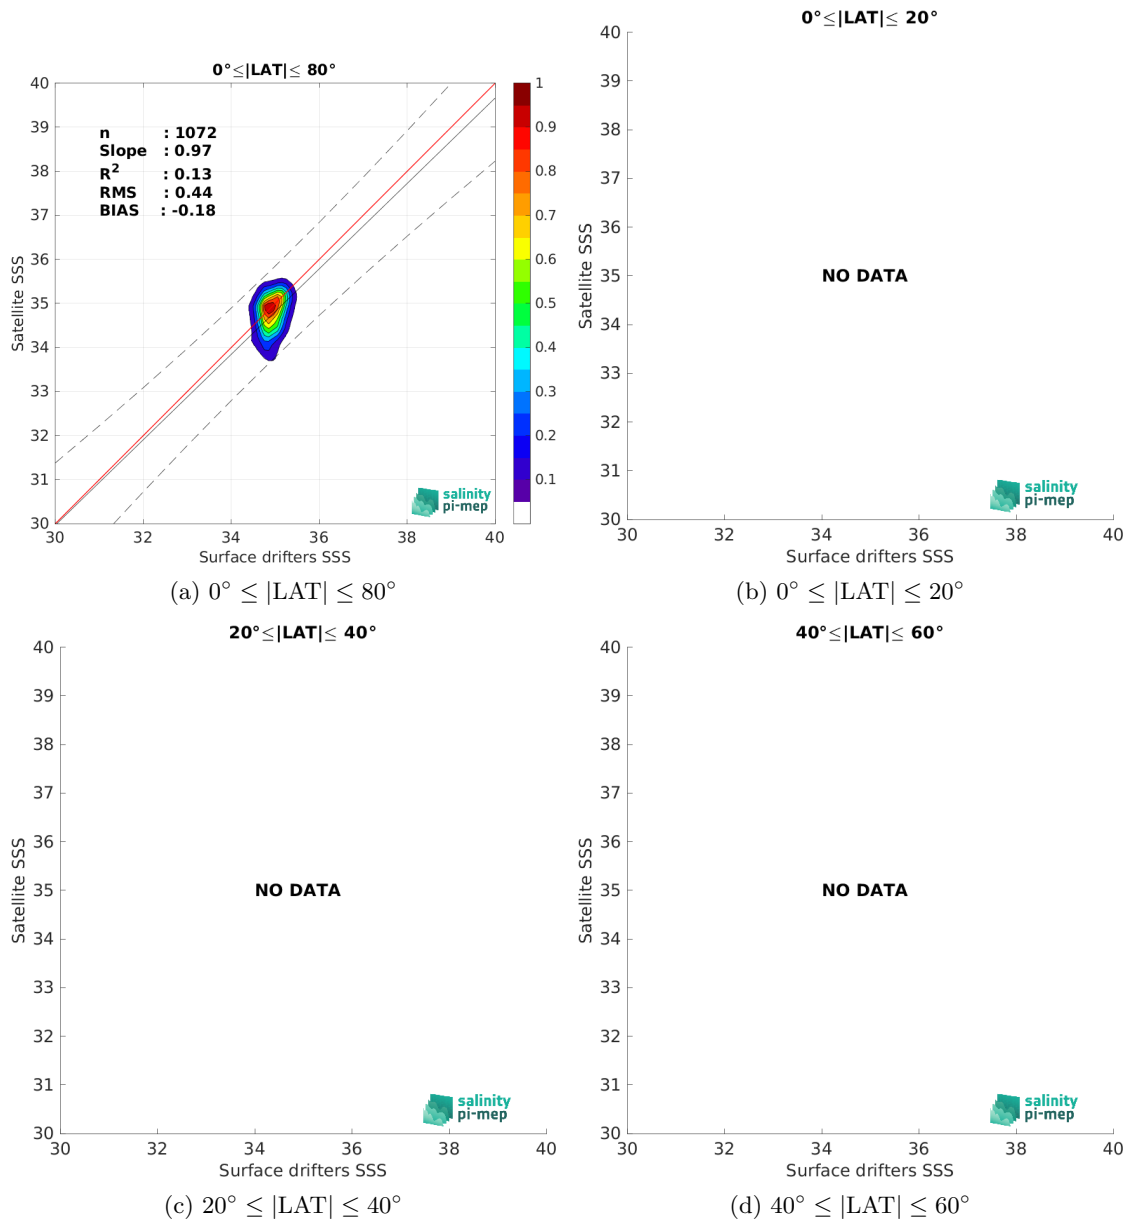 0°≤|LAT|≤ 80°
40
39
38
37
36
35
34
33
32
31
30
Satellite SSS
n : 1072
Slope : 0.97
R² : 0.13
RMS : 0.44
BIAS : -0.18
1
0.9
0.8
0.7
0.6
0.5
0.4
0.3
0.2
0.1
salinity
pi-mep
30 32 34 36 38 40
Surface drifters SSS
(a) 0° ≤ |LAT| ≤ 80°
0°≤|LAT|≤ 20°
40
39
38
37
36
35
34
33
32
31
30
Satellite SSS
NO DATA
salinity
pi-mep
30 32 34 36 38 40
Surface drifters SSS
(b) 0° ≤ |LAT| ≤ 20°
20°≤|LAT|≤ 40°
40
39
38
37
36
35
34
33
32
31
30
Satellite SSS
NO DATA
salinity
pi-mep
30 32 34 36 38 40
Surface drifters SSS
(c) 20° ≤ |LAT| ≤ 40°
40°≤|LAT|≤ 60°
40
39
38
37
36
35
34
33
32
31
30
Satellite SSS
NO DATA
salinity
pi-mep
30 32 34 36 38 40
Surface drifters SSS
(d) 40° ≤ |LAT| ≤ 60°